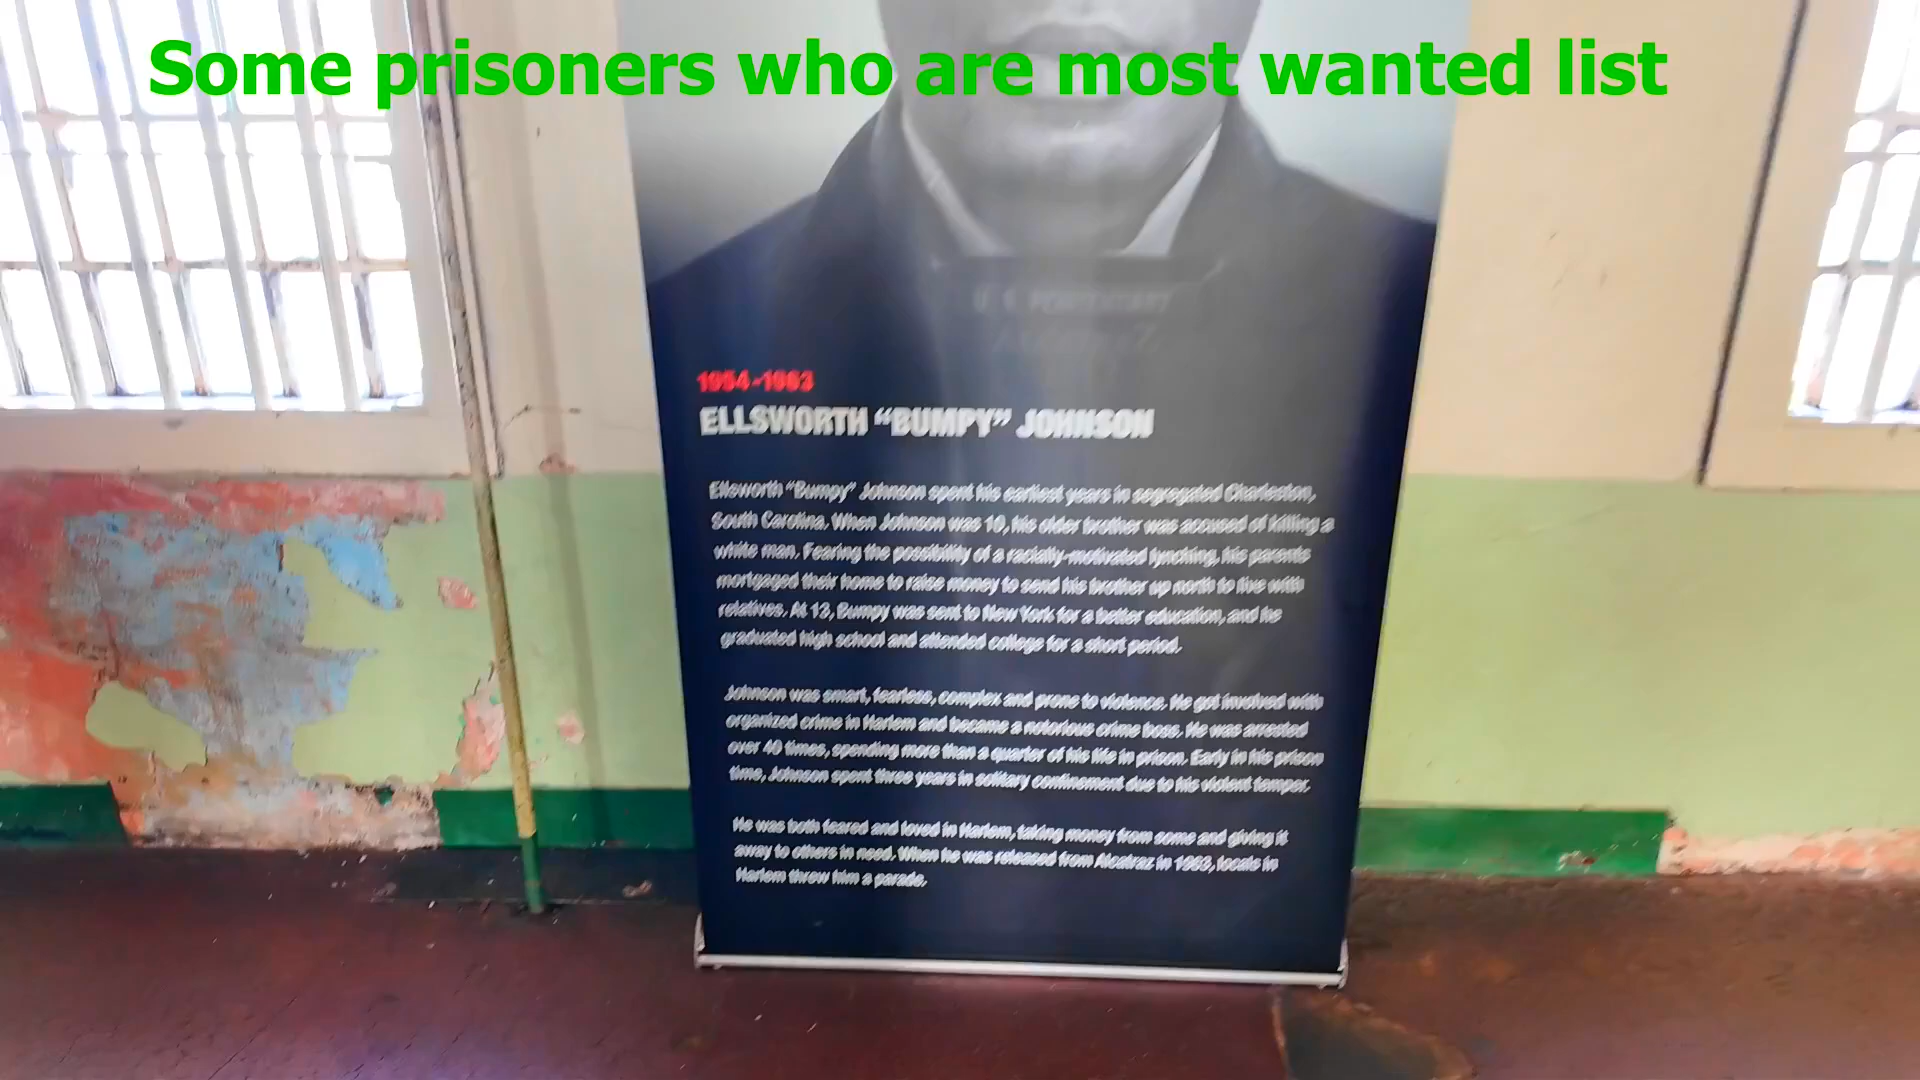 Some prisoners who are most wanted list
U. S. PENITENTIARY
1954-1963
ELLSWORTH “BUMPY” JOHNSON
Ellsworth “Bumpy” Johnson spent his earliest years in segregated Charleston,
South Carolina. When Johnson was 10, his older brother was accused of killing a
white man. Fearing the possibility of a racially-motivated lynching, his parents
mortgaged their home to raise money to send his brother up north to live with
relatives. At 13, Bumpy was sent to New York for a better education, and he
graduated high school and attended college for a short period.
Johnson was smart, fearless, complex and prone to violence. He got involved with
organized crime in Harlem and became a notorious crime boss. He was arrested
over 40 times, spending more than a quarter of his life in prison. Early in his prison
time, Johnson spent three years in solitary confinement due to his violent temper.
He was both feared and loved in Harlem, taking money from some and giving it
away to others in need. When he was released from Alcatraz in 1963, locals in
Harlem threw him a parade.